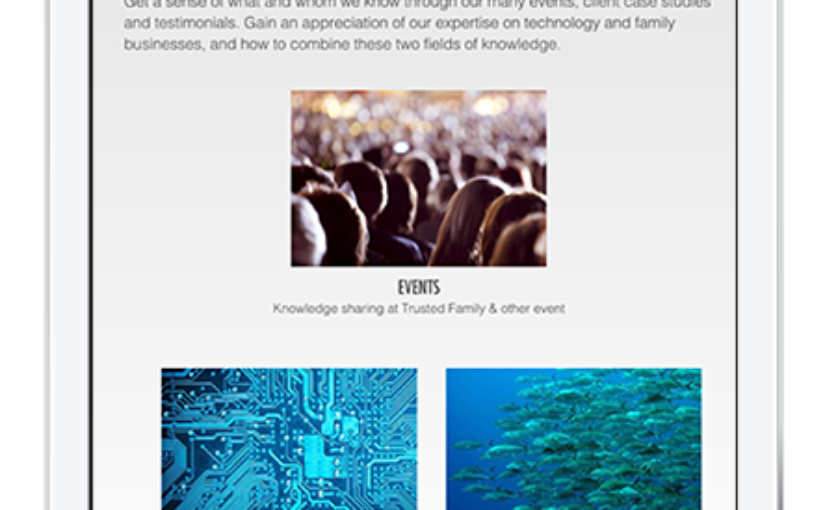 Get a sense of what and whom we know through our many events, client case studies
and testimonials. Gain an appreciation of our expertise on technology and family
businesses, and how to combine these two fields of knowledge.
EVENTS
Knowledge sharing at Trusted Family & other event